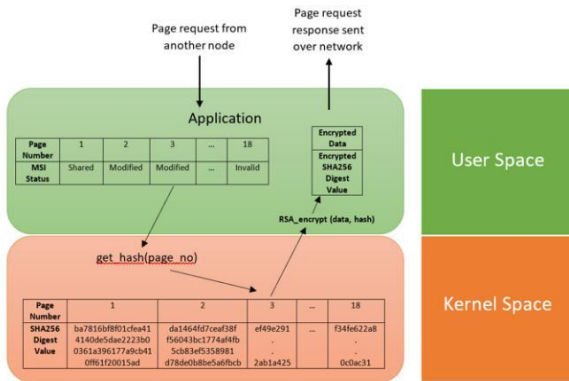 Page request from
another node
Page request
response sent
over network
Application
Page
Number
1
2
3
...
18
MSI
Status
Shared
Modified
Modified
...
Invalid
Encrypted
Data
Encrypted
SHA256
Digest
Value
User Space
RSA_encrypt (data, hash)
get_hash(page_no)
Kernel Space
Page
Number
1
2
3
...
18
SHA256
Digest
Value
ba7816bf8f01cfea41
4140de5dae2223b0
0361a396177a9cb41
0ff61f20015ad
da1464fd7ceaf38f
f56043bc1774af4fb
5cb83ef5358981
d78de0b8be5a6fbcb
ef49e291
.
.
2ab1a425
...
f34fe622a8
.
.
0c0ac31